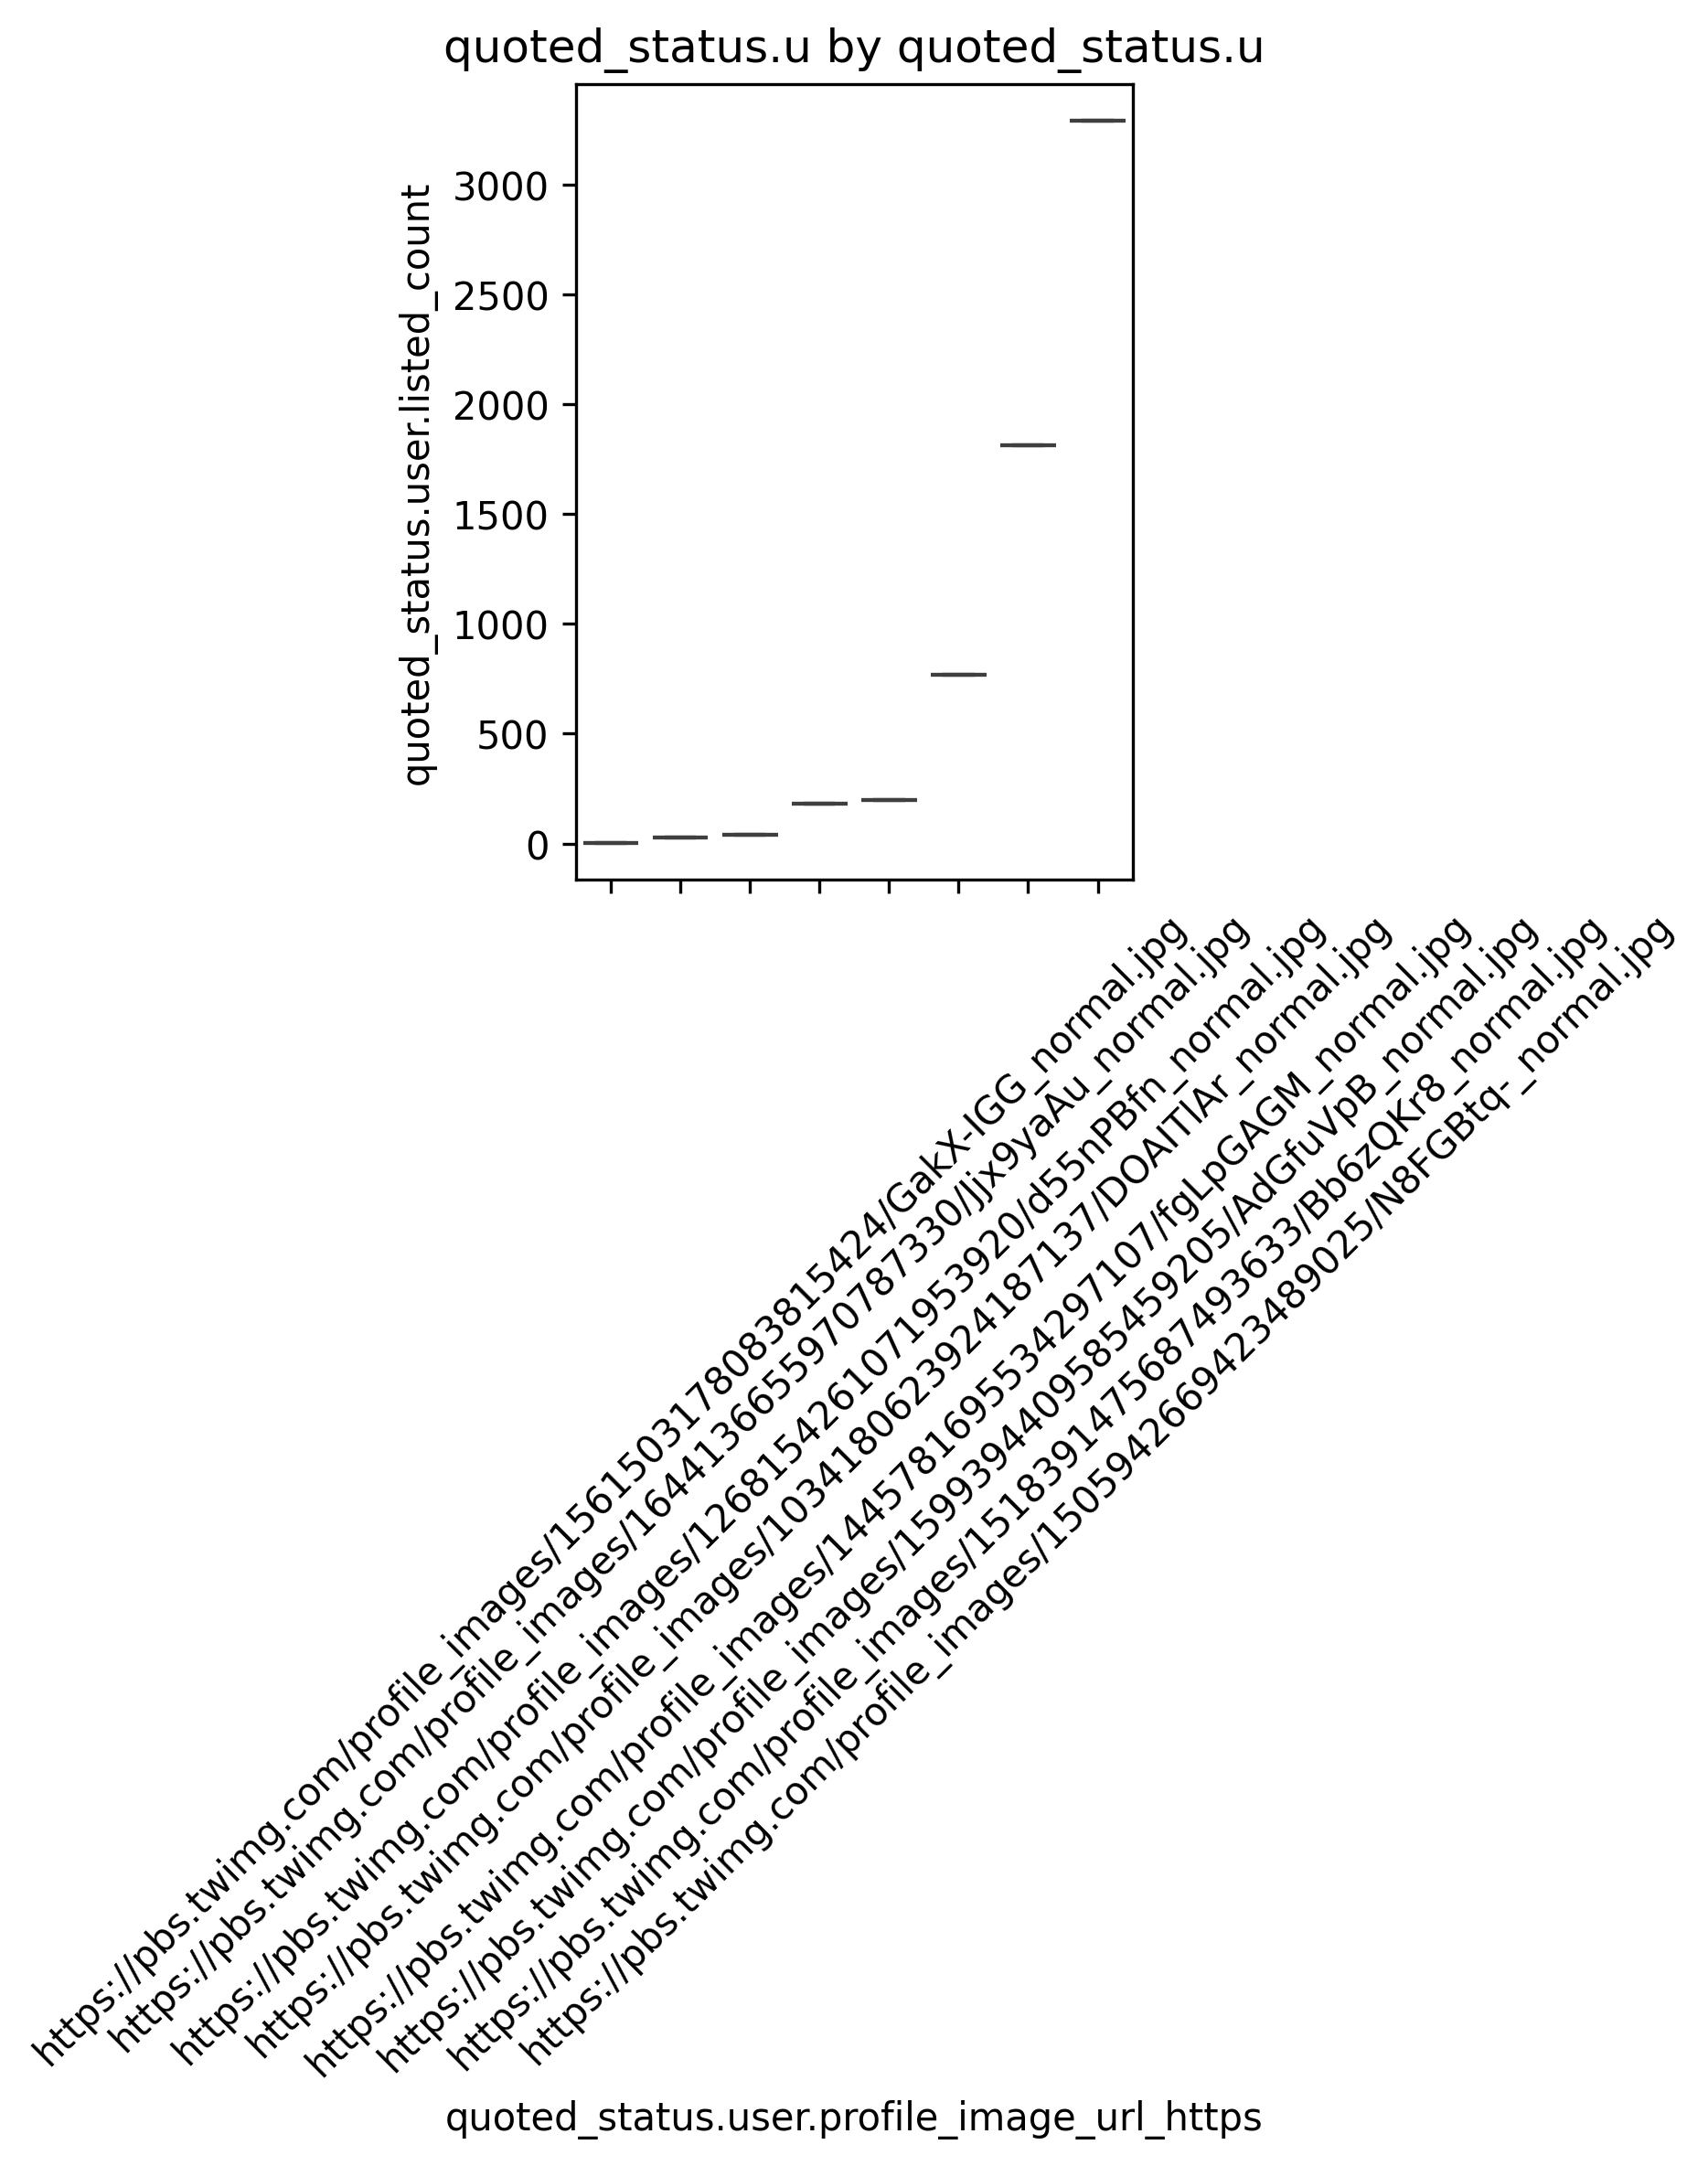 quoted_status.u by quoted_status.u
quoted_status.user.listed_count
3000
2500
2000
1500
1000
500
0
https://pbs.twimg.com/profile_images/1561503178083815424/GakX-IGG_normal.jpg
https://pbs.twimg.com/profile_images/1644136655970787330/Jjx9yaAu_normal.jpg
https://pbs.twimg.com/profile_images/1268154261071953920/d55nPBfn_normal.jpg
https://pbs.twimg.com/profile_images/1034180623924187137/DOAlTlAr_normal.jpg
https://pbs.twimg.com/profile_images/1445781695534297107/fgLpGAGM_normal.jpg
https://pbs.twimg.com/profile_images/1599394409585459205/AdGfuVpB_normal.jpg
https://pbs.twimg.com/profile_images/1518391475687493633/Bb6zQKr8_normal.jpg
https://pbs.twimg.com/profile_images/1505942669423489025/N8FGBtq-_normal.jpg
quoted_status.user.profile_image_url_https